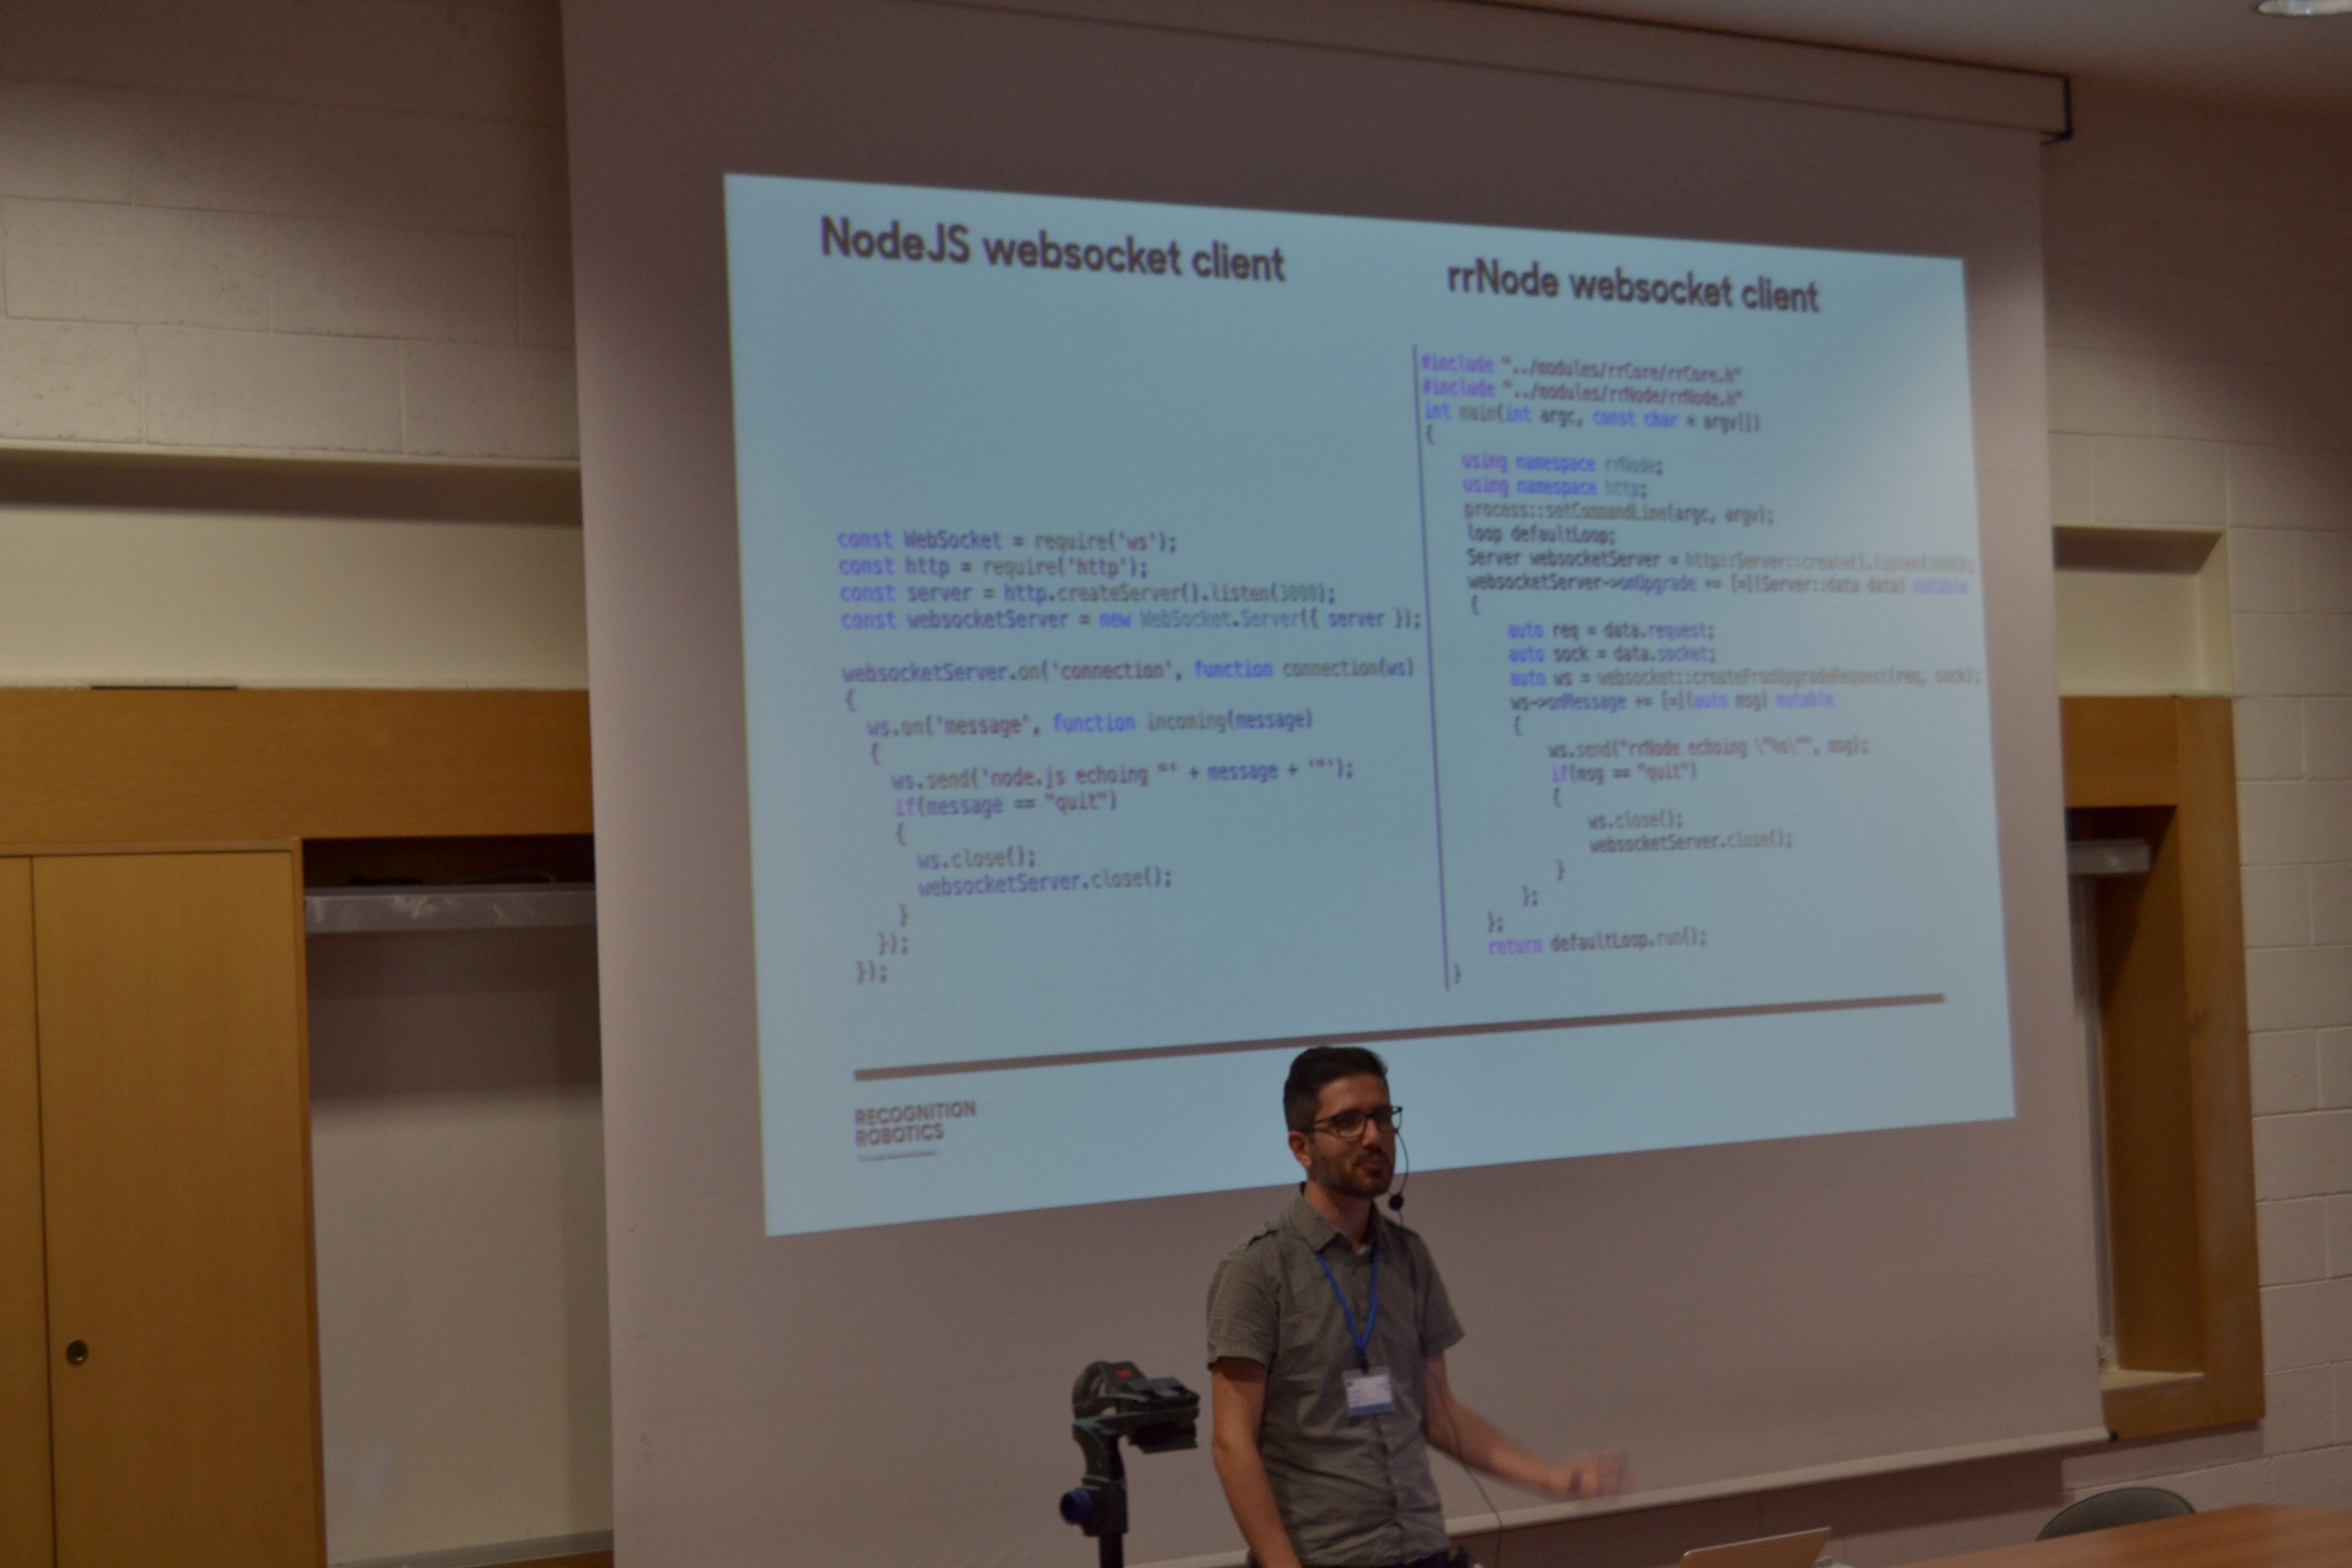 NodeJS websocket client
const WebSocket = require('ws');
const http = require('http');
const server = http.createServer().listen(3000);
const websocketServer = new WebSocket.Server({ server });
websocketServer.on('connection', function connection(ws)
{
ws.on('message', function incoming(message)
{
ws.send('node.js echoing "' + message + '"');
if(message == "quit")
{
ws.close();
websocketServer.close();
}
});
});
rrNode websocket client
#include "../modules/rrCore/rrCore.h"
#include "../modules/rrNode/rrNode.h"
int main(int argc, const char * argv[])
{
using namespace rrNode;
using namespace http;
process::setCommandLine(argc, argv);
loop defaultLoop;
Server websocketServer = http::Server::create().listen(3000);
websocketServer->onUpgrade += [=](Server::data data) mutable
{
auto req = data.request;
auto sock = data.socket;
auto ws = websocket::createFromUpgradeRequest(req, sock);
ws->onMessage += [=](auto msg) mutable
{
ws.send("rrNode echoing \"%s\"", msg);
if(msg == "quit")
{
ws.close();
websocketServer.close();
}
};
};
return defaultLoop.run();
}
RECOGNITION
ROBOTICS